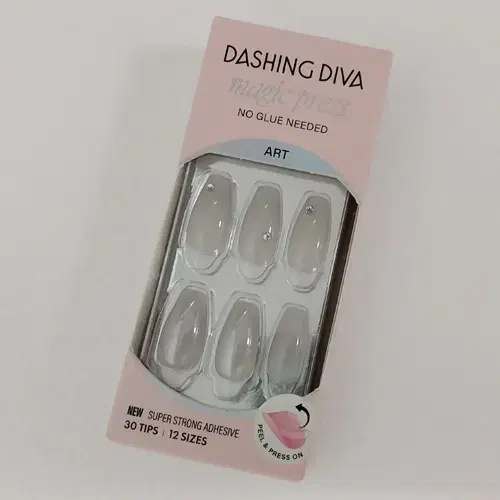 DASHING DIVA
magic press
NO GLUE NEEDED
ART
NEW SUPER STRONG ADHESIVE
30 TIPS | 12 SIZES
PEEL & PRESS ON